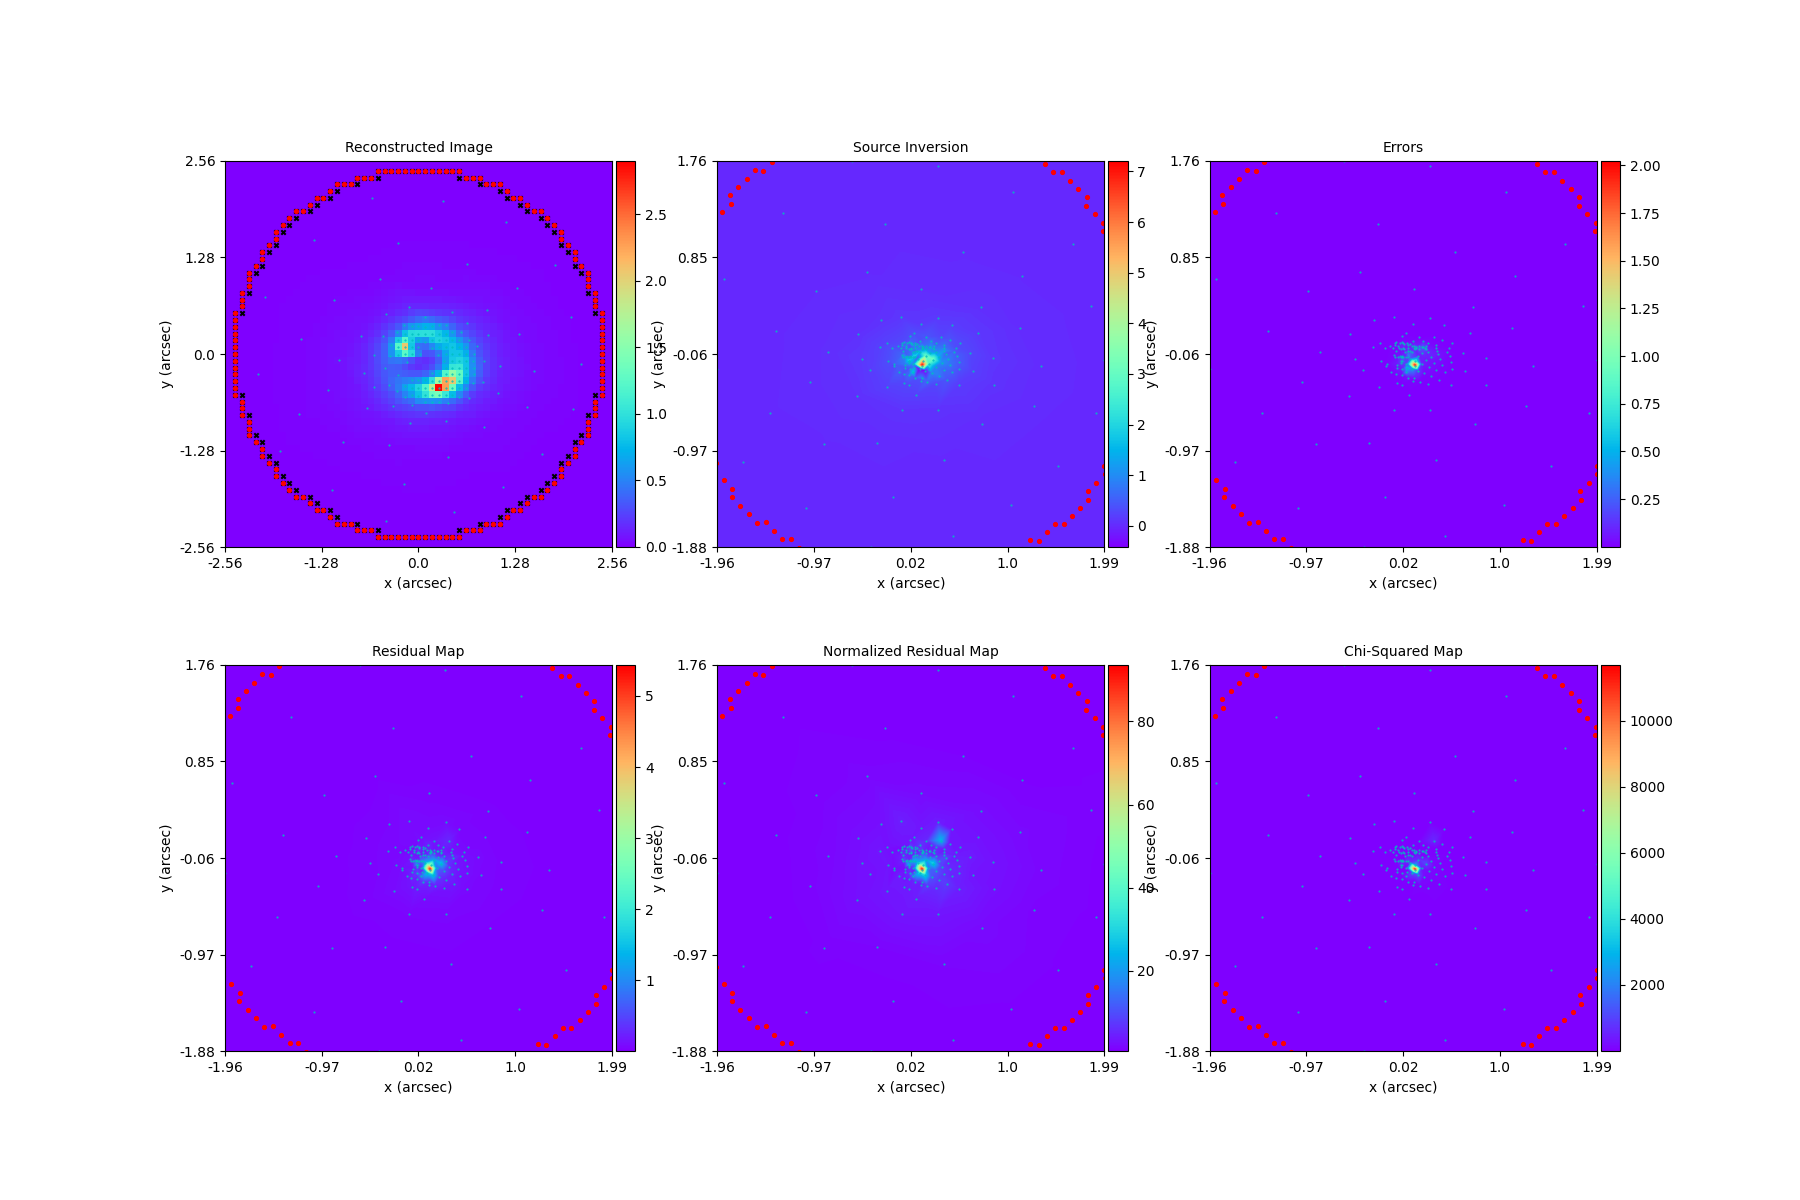 Reconstructed Image
2.56
1.28
0.0
-1.28
-2.56
-2.56 -1.28 0.0 1.28 2.56
x (arcsec)
y (arcsec)
2.5
2.0
1.5
1.0
0.5
0.0
Source Inversion
1.76
0.85
-0.06
-0.97
-1.88
-1.96 -0.97 0.02 1.0 1.99
x (arcsec)
y (arcsec)
7
6
5
4
3
2
1
0
Errors
1.76
0.85
-0.06
-0.97
-1.88
-1.96 -0.97 0.02 1.0 1.99
x (arcsec)
y (arcsec)
2.00
1.75
1.50
1.25
1.00
0.75
0.50
0.25
Residual Map
1.76
0.85
-0.06
-0.97
-1.88
-1.96 -0.97 0.02 1.0 1.99
x (arcsec)
y (arcsec)
5
4
3
2
1
Normalized Residual Map
1.76
0.85
-0.06
-0.97
-1.88
-1.96 -0.97 0.02 1.0 1.99
x (arcsec)
y (arcsec)
80
60
40
20
Chi-Squared Map
1.76
0.85
-0.06
-0.97
-1.88
-1.96 -0.97 0.02 1.0 1.99
x (arcsec)
y (arcsec)
10000
8000
6000
4000
2000